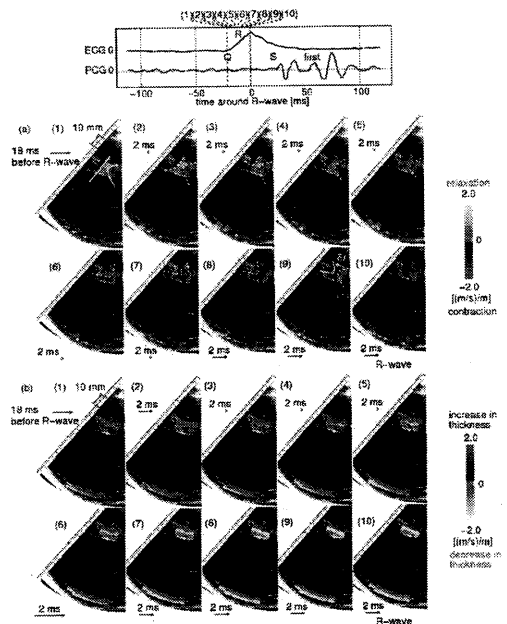 (1)(2)(3)(4)(5)(6)(7)(8)(9)(10)
R
ECG 0
Q S first
PCG 0
-100 -50 0 50 100
time around R-wave [ms]
(a) (1) 10 mm (2) (3) (4) (5)
18 ms
before R-wave
2 ms 2 ms 2 ms 2 ms
relaxation
2.0
0
-2.0
[(m/s)/m]
contraction
(6) (7) (8) (9) (10)
2 ms 2 ms 2 ms 2 ms 2 ms
R-wave
(b) (1) 10 mm (2) (3) (4) (5)
18 ms
before R-wave
2 ms 2 ms 2 ms 2 ms
increase in
thickness
2.0
0
-2.0
[(m/s)/m]
decrease in
thickness
(6) (7) (8) (9) (10)
2 ms 2 ms 2 ms 2 ms 2 ms
R-wave